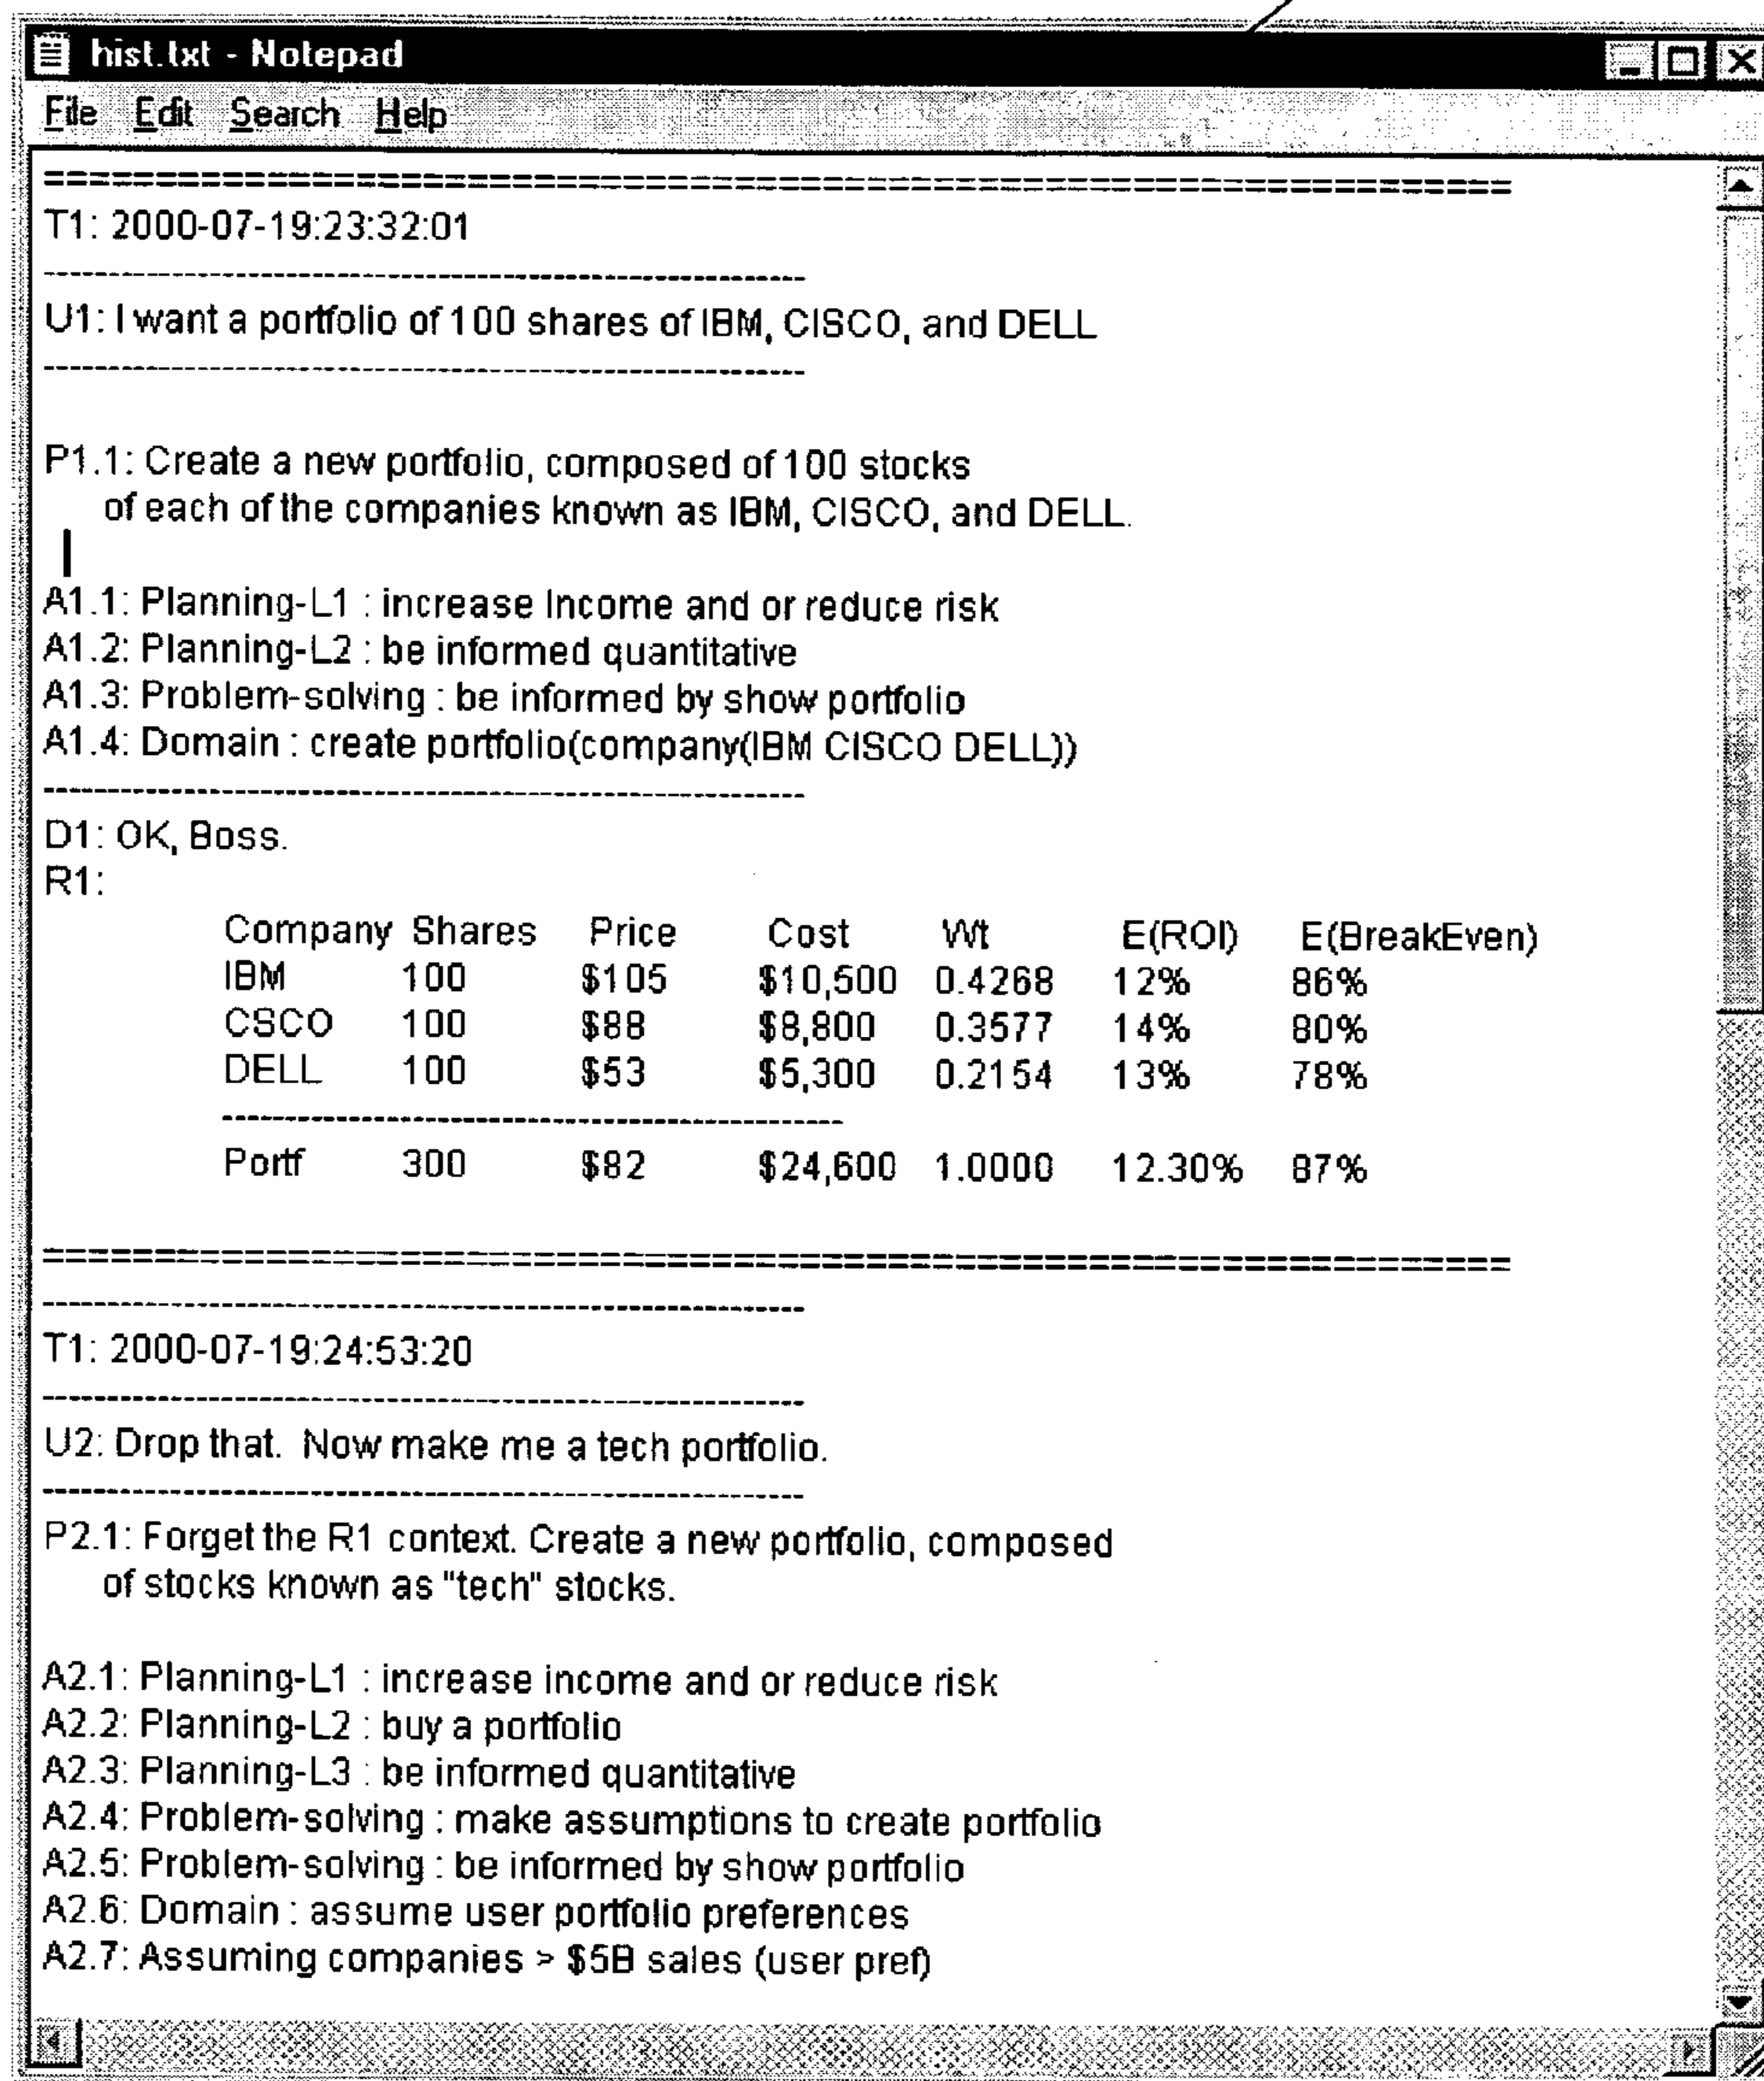 hist.txt - Notepad
File Edit Search Help
================================================================================
T1: 2000-07-19:23:32:01
------------------------------------------------------------
U1: I want a portfolio of 100 shares of IBM, CISCO, and DELL
------------------------------------------------------------
P1.1: Create a new portfolio, composed of 100 stocks
of each of the companies known as IBM, CISCO, and DELL.
A1.1: Planning-L1 : increase Income and or reduce risk
A1.2: Planning-L2 : be informed quantitative
A1.3: Problem-solving : be informed by show portfolio
A1.4: Domain : create portfolio(company(IBM CISCO DELL))
------------------------------------------------------------
D1: OK, Boss.
R1:
Company Shares Price Cost Wt E(ROI) E(BreakEven)
IBM 100 $105 $10,500 0.4268 12% 86%
CSCO 100 $88 $8,800 0.3577 14% 80%
DELL 100 $53 $5,300 0.2154 13% 78%
------------------------------------------------------------
Portf 300 $82 $24,600 1.0000 12.30% 87%
================================================================================
------------------------------------------------------------
T1: 2000-07-19:24:53:20
------------------------------------------------------------
U2: Drop that. Now make me a tech portfolio.
------------------------------------------------------------
P2.1: Forget the R1 context. Create a new portfolio, composed
of stocks known as "tech" stocks.
A2.1: Planning-L1 : increase income and or reduce risk
A2.2: Planning-L2 : buy a portfolio
A2.3: Planning-L3 : be informed quantitative
A2.4: Problem-solving : make assumptions to create portfolio
A2.5: Problem-solving : be informed by show portfolio
A2.6: Domain : assume user portfolio preferences
A2.7: Assuming companies > $5B sales (user pref)